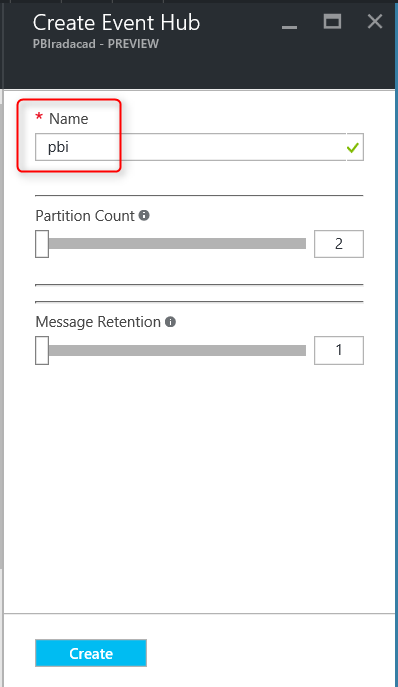 Create Event Hub
PBIradacad - PREVIEW
* Name
pbi
Partition Count
2
Message Retention
1
Create